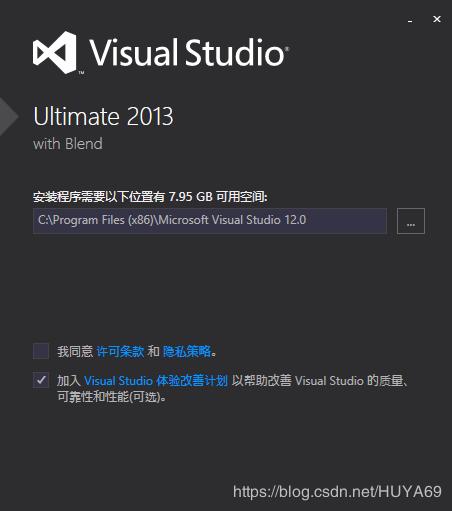 Visual Studio®
™
Ultimate 2013
with Blend
安装程序需要以下位置有 7.95 GB 可用空间:
C:\Program Files (x86)\Microsoft Visual Studio 12.0
...
我同意 许可条款 和 隐私策略。
加入 Visual Studio 体验改善计划 以帮助改善 Visual Studio 的质量、
可靠性和性能(可选)。
https://blog.csdn.net/HUYA69